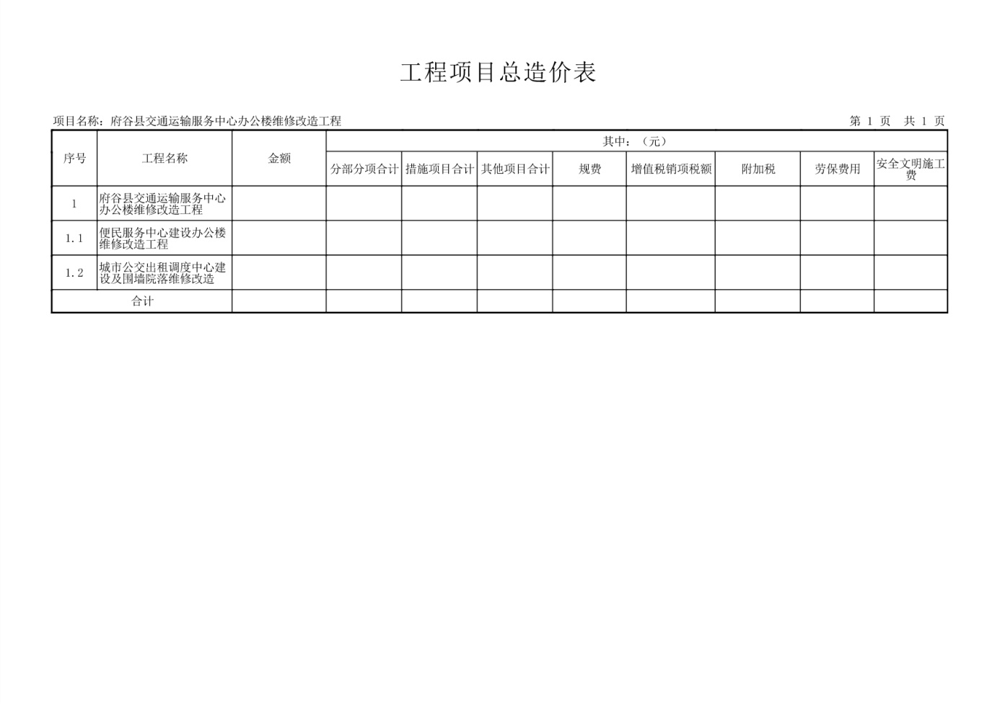 工程项目总造价表
项目名称：府谷县交通运输服务中心办公楼维修改造工程
第 1 页 共 1 页
序号
工程名称
金额
其中：（元）
分部分项合计
措施项目合计
其他项目合计
规费
增值税销项税额
附加税
劳保费用
安全文明施工
费
1
府谷县交通运输服务中心
办公楼维修改造工程
1.1
便民服务中心建设办公楼
维修改造工程
1.2
城市公交出租调度中心建
设及围墙院落维修改造
合计